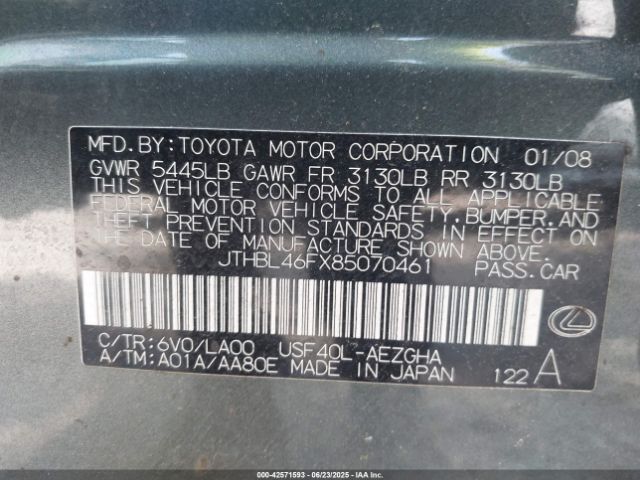 MFD.BY:TOYOTA MOTOR CORPORATION 01/08
GVWR 5445LB GAWR FR 3130LB RR 3130LB
THIS VEHICLE CONFORMS TO ALL APPLICABLE
FEDERAL MOTOR VEHICLE SAFETY,BUMPER,AND
THEFT PREVENTION STANDARDS IN EFFECT ON
THE DATE OF MANUFACTURE SHOWN ABOVE.
JTHBL46FX85070461 PASS.CAR
C/TR:6V0/LA00 USF40L-AEZGHA
A/TM:A01A/AA80E MADE IN JAPAN 122 A
000-42571593 - 06/23/2025 - IAAI.COM